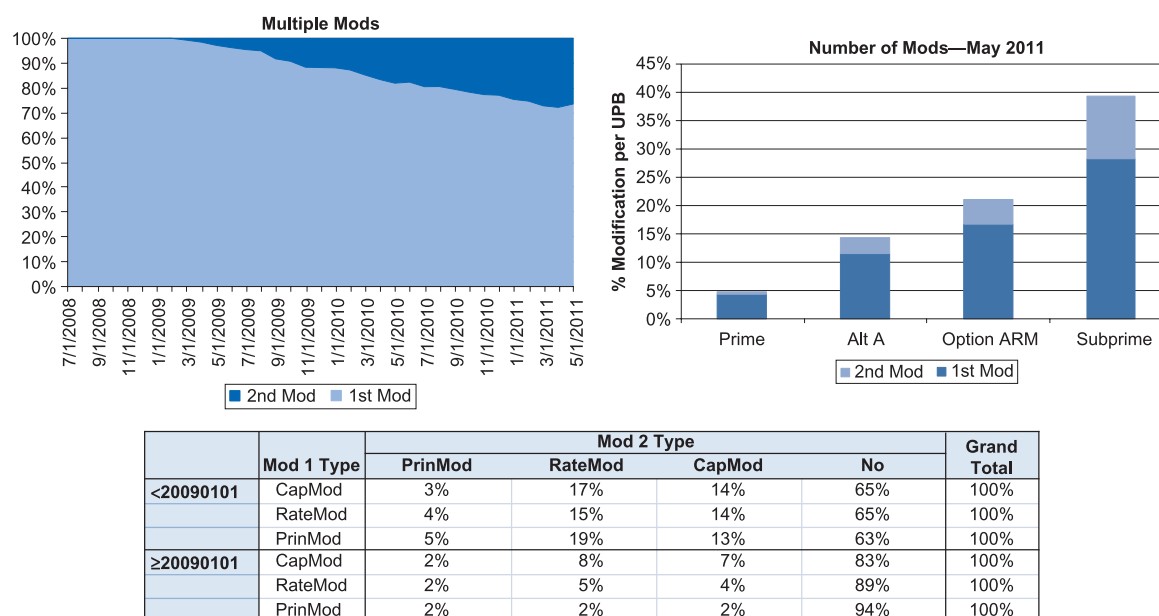 Multiple Mods
100%
90%
80%
70%
60%
50%
40%
30%
20%
10%
0%
7/1/2008
9/1/2008
11/1/2008
1/1/2009
3/1/2009
5/1/2009
7/1/2009
9/1/2009
11/1/2009
1/1/2010
3/1/2010
5/1/2010
7/1/2010
9/1/2010
11/1/2010
1/1/2011
3/1/2011
5/1/2011
2nd Mod 1st Mod
Number of Mods—May 2011
% Modification per UPB
45%
40%
35%
30%
25%
20%
15%
10%
5%
0%
Prime Alt A Option ARM Subprime
2nd Mod 1st Mod
Mod 2 Type
Mod 1 Type PrinMod RateMod CapMod No Grand Total
<20090101 CapMod 3% 17% 14% 65% 100%
RateMod 4% 15% 14% 65% 100%
PrinMod 5% 19% 13% 63% 100%
≥20090101 CapMod 2% 8% 7% 83% 100%
RateMod 2% 5% 4% 89% 100%
PrinMod 2% 2% 2% 94% 100%